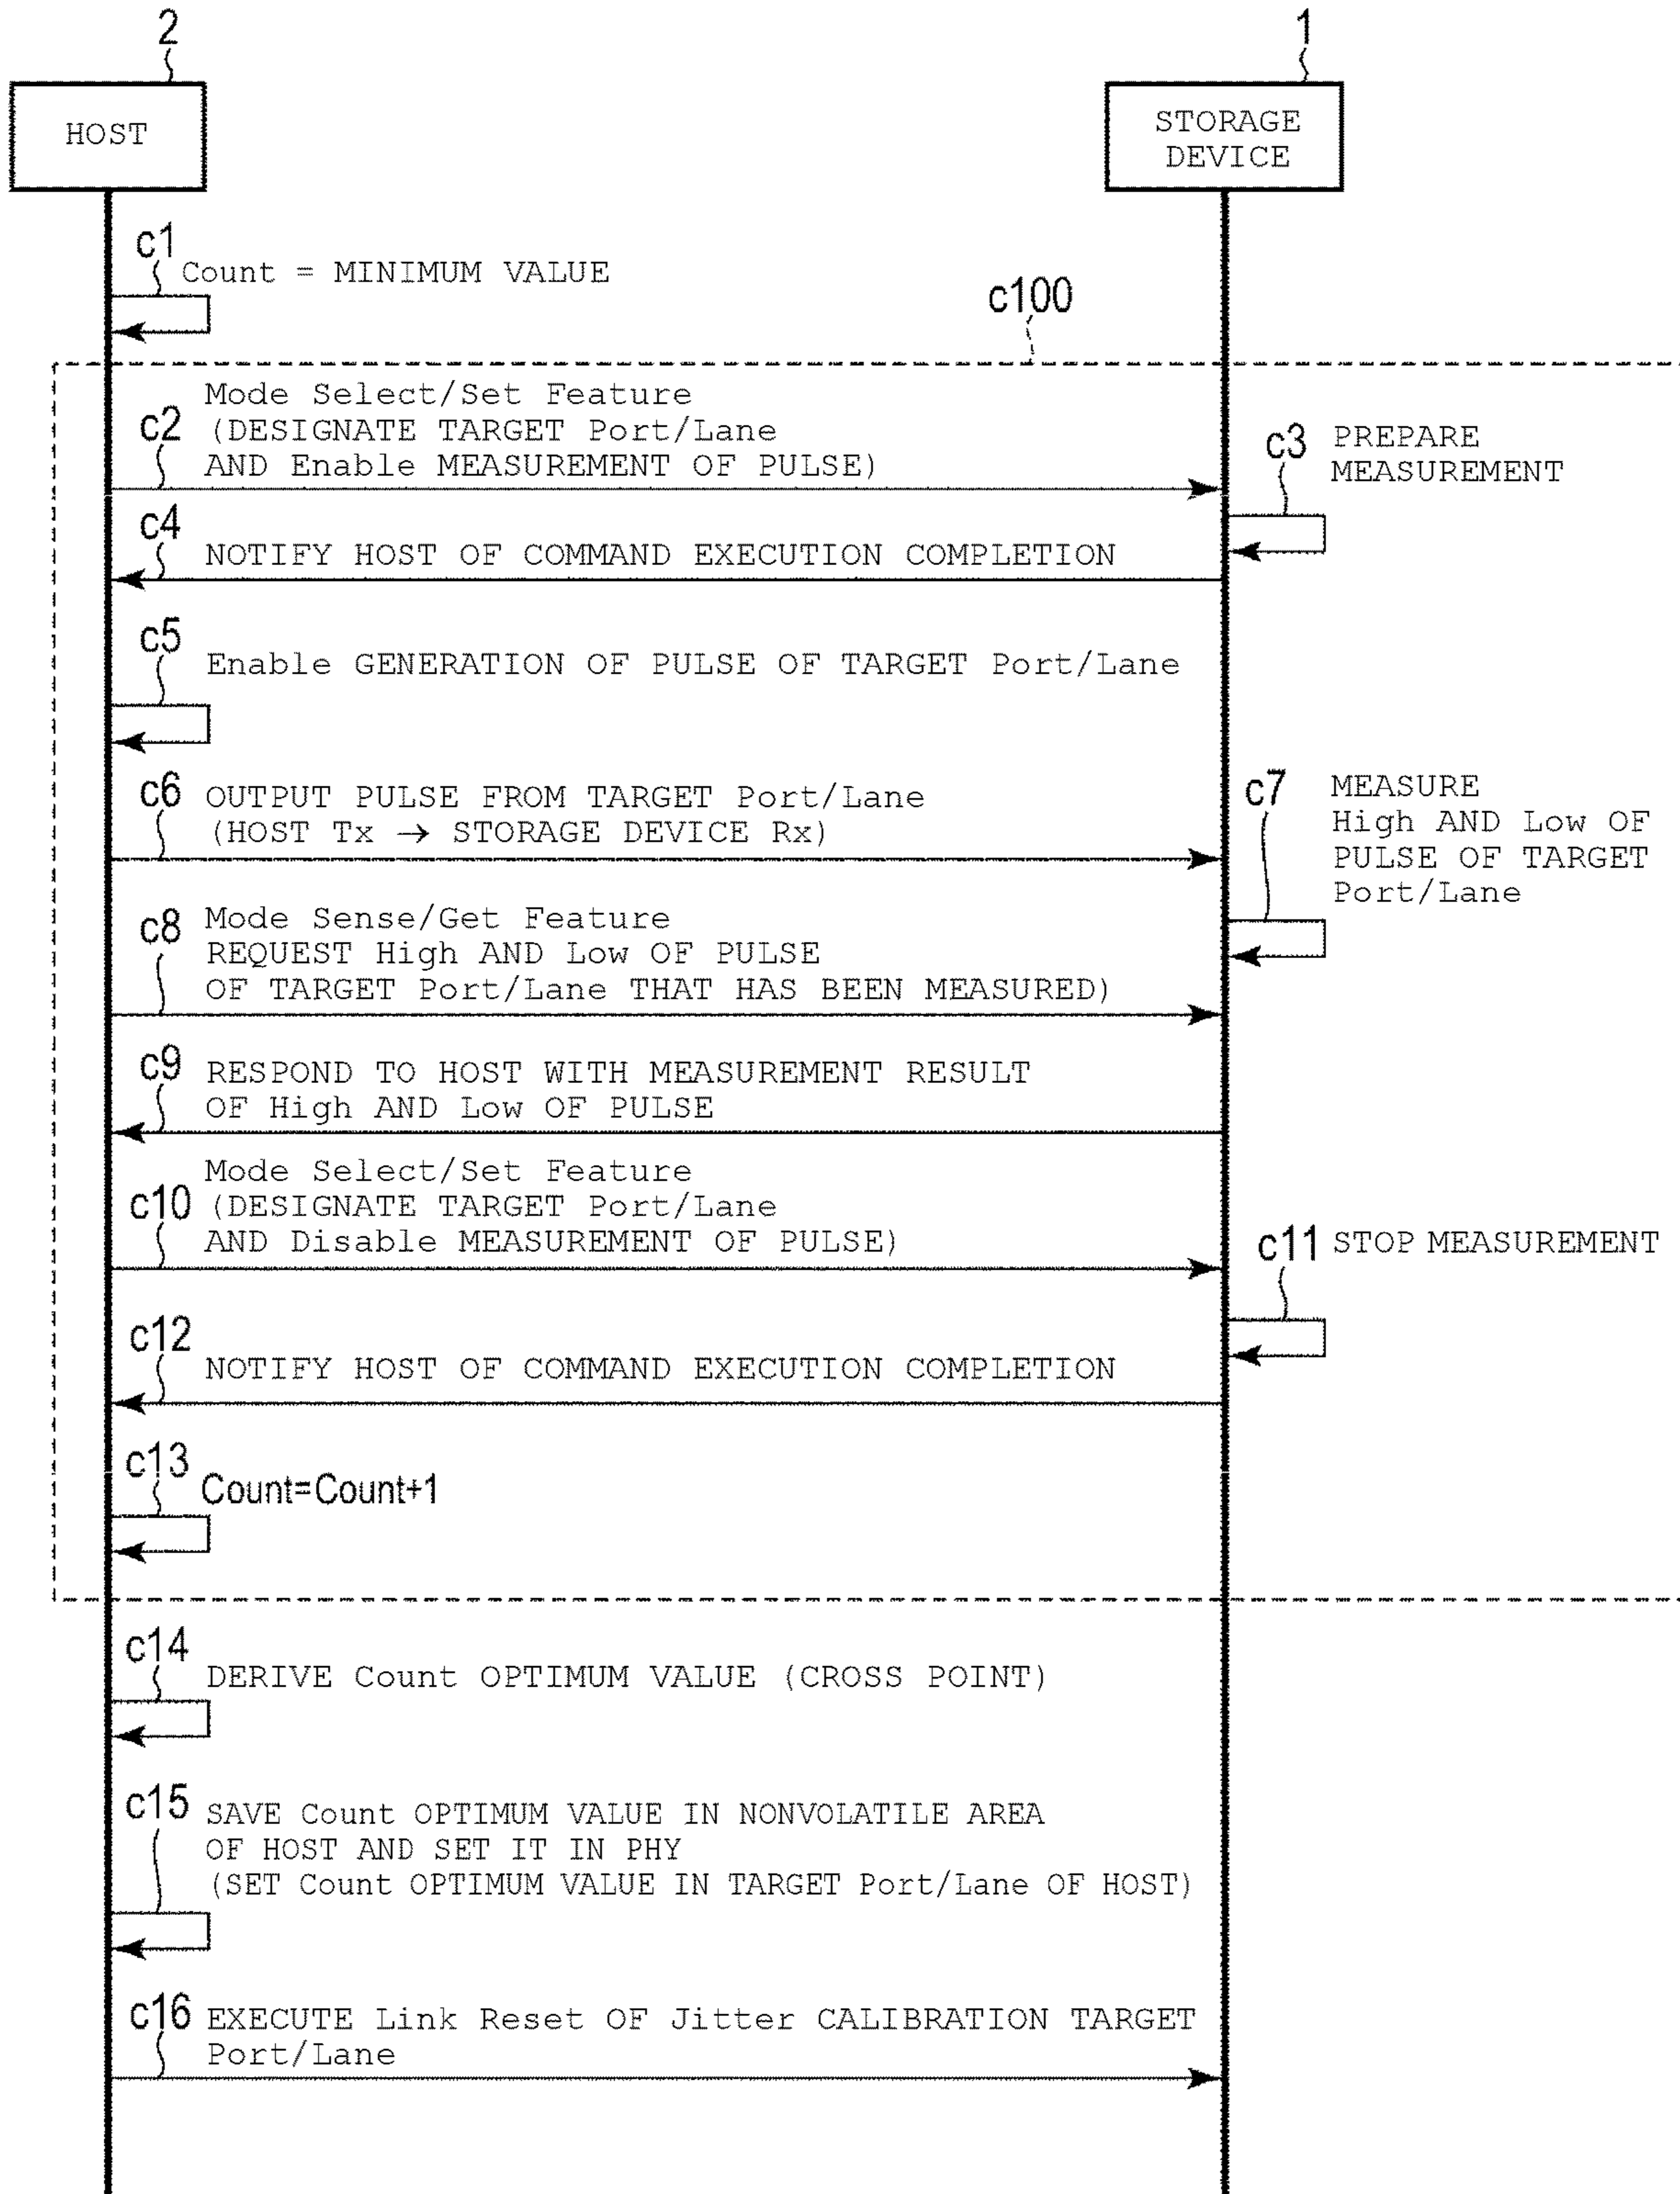 2
1
HOST
STORAGE
DEVICE
c1
Count = MINIMUM VALUE
c100
c2
Mode Select/Set Feature
(DESIGNATE TARGET Port/Lane
AND Enable MEASUREMENT OF PULSE)
c3
PREPARE
MEASUREMENT
c4
NOTIFY HOST OF COMMAND EXECUTION COMPLETION
c5
Enable GENERATION OF PULSE OF TARGET Port/Lane
c6
OUTPUT PULSE FROM TARGET Port/Lane
(HOST Tx → STORAGE DEVICE Rx)
c7
MEASURE
High AND Low OF
PULSE OF TARGET
Port/Lane
c8
Mode Sense/Get Feature
REQUEST High AND Low OF PULSE
OF TARGET Port/Lane THAT HAS BEEN MEASURED)
c9
RESPOND TO HOST WITH MEASUREMENT RESULT
OF High AND Low OF PULSE
c10
Mode Select/Set Feature
(DESIGNATE TARGET Port/Lane
AND Disable MEASUREMENT OF PULSE)
c11
STOP MEASUREMENT
c12
NOTIFY HOST OF COMMAND EXECUTION COMPLETION
c13
Count=Count+1
c14
DERIVE Count OPTIMUM VALUE (CROSS POINT)
c15
SAVE Count OPTIMUM VALUE IN NONVOLATILE AREA
OF HOST AND SET IT IN PHY
(SET Count OPTIMUM VALUE IN TARGET Port/Lane OF HOST)
c16
EXECUTE Link Reset OF Jitter CALIBRATION TARGET
Port/Lane